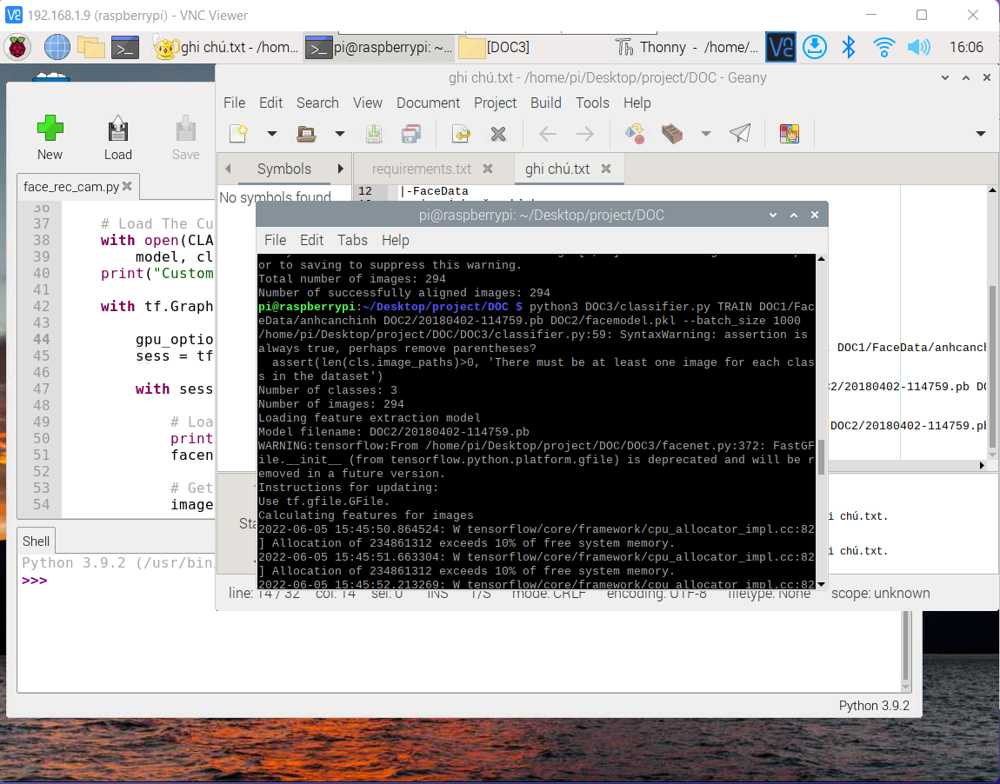 192.168.1.9 (raspberrypi) - VNC Viewer
ghi chú.txt - /hom...
pi@raspberrypi: ~...
[DOC3]
Thonny - /home/...
16:06
ghi chú.txt - /home/pi/Desktop/project/DOC - Geany
File Edit Search View Document Project Build Tools Help
New Load Save
Symbols
requirements.txt
ghi chú.txt
No symbols found
12 |-FaceData
face_rec_cam.py
36
37 # Load The Cu
38 with open(CLA
39 model, cl
40 print("Custom
41
42 with tf.Graph
43
44 gpu_optio
45 sess = tf
46
47 with sess
48
49 # Loa
50 print
51 facen
52
53 # Get
54 image
pi@raspberrypi: ~/Desktop/project/DOC
File Edit Tabs Help
or to saving to suppress this warning.
Total number of images: 294
Number of successfully aligned images: 294
pi@raspberrypi:~/Desktop/project/DOC $ python3 DOC3/classifier.py TRAIN DOC1/Fac
eData/anhcanchinh DOC2/20180402-114759.pb DOC2/facemodel.pkl --batch_size 1000
/home/pi/Desktop/project/DOC/DOC3/classifier.py:59: SyntaxWarning: assertion is
always true, perhaps remove parentheses?
assert(len(cls.image_paths)>0, 'There must be at least one image for each clas
s in the dataset')
Number of classes: 3
Number of images: 294
Loading feature extraction model
Model filename: DOC2/20180402-114759.pb
WARNING:tensorflow:From /home/pi/Desktop/project/DOC/DOC3/facenet.py:372: FastGF
ile.__init__ (from tensorflow.python.platform.gfile) is deprecated and will be r
emoved in a future version.
Instructions for updating:
Use tf.gfile.GFile.
Calculating features for images
2022-06-05 15:45:50.864524: W tensorflow/core/framework/cpu_allocator_impl.cc:82
] Allocation of 234861312 exceeds 10% of free system memory.
2022-06-05 15:45:51.663304: W tensorflow/core/framework/cpu_allocator_impl.cc:82
] Allocation of 234861312 exceeds 10% of free system memory.
2022-06-05 15:45:52.213269: W tensorflow/core/framework/cpu_allocator_impl.cc:82
DOC1/FaceData/anhcanch
2/20180402-114759.pb DO
DOC2/20180402-114759.pb
i chú.txt.
i chú.txt.
Sta
line: 14 / 32 col: 14 sel: 0 INS T/S mode: CRLF encoding: UTF-8 filetype: None scope: unknown
Shell
Python 3.9.2 (/usr/bin/
>>>
Python 3.9.2